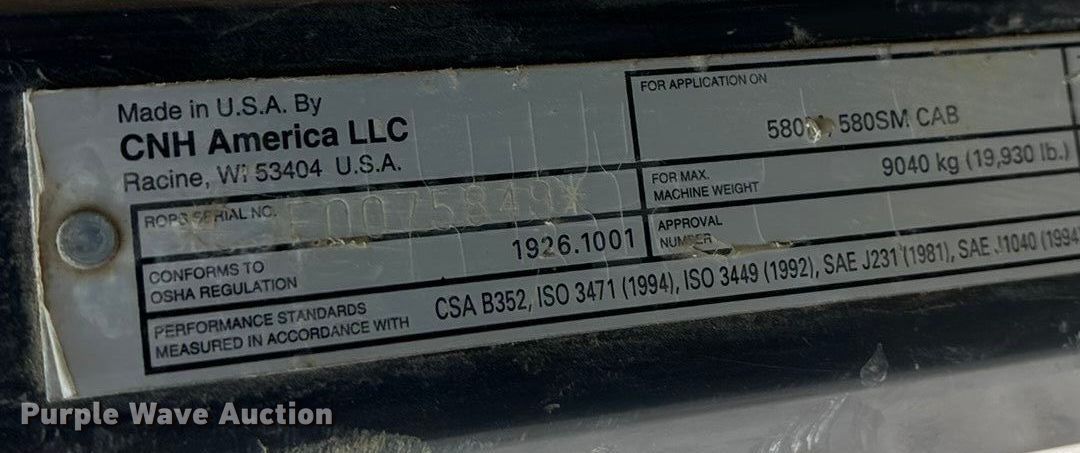 Made in U.S.A. By
CNH America LLC
Racine, WI 53404 U.S.A.
ROPS SERIAL NO.
CONFORMS TO
OSHA REGULATION
1926.1001
PERFORMANCE STANDARDS
MEASURED IN ACCORDANCE WITH
CSA B352, ISO 3471 (1994), ISO 3449 (1992), SAE J231 (1981), SAE J1040 (1994
FOR APPLICATION ON
580SM CAB
FOR MAX.
MACHINE WEIGHT
9040 kg (19,930 lb.)
APPROVAL
NUMBER
Purple Wave Auction